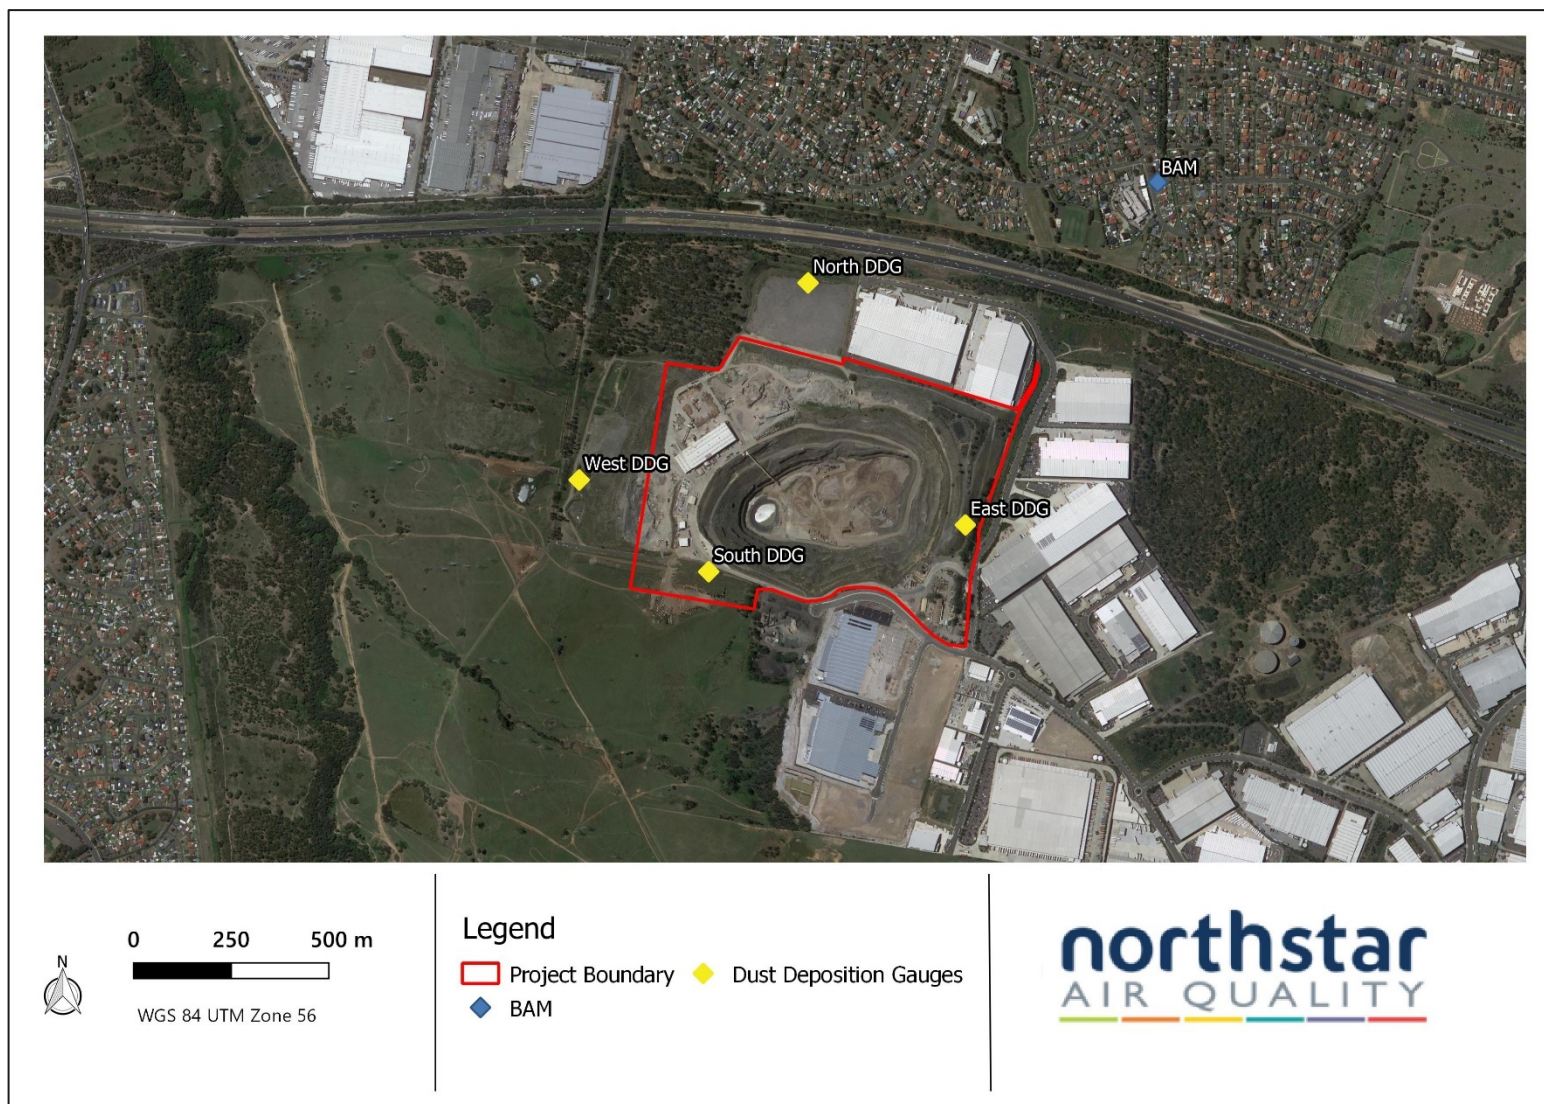 BAM
North DDG
West DDG
East DDG
South DDG
0 250 500 m
N
WGS 84 UTM Zone 56
Legend
Project Boundary
Dust Deposition Gauges
BAM
northstar
AIR QUALITY